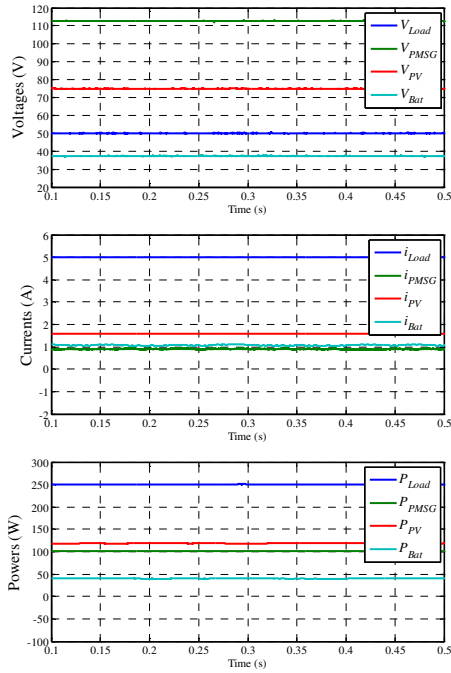 120
110
100
90
80
70
60
50
40
30
20
Voltages (V)
V_Load
V_PMSG
V_PV
V_Bat
0.1 0.15 0.2 0.25 0.3 0.35 0.4 0.45 0.5
Time (s)
6
5
4
3
2
1
0
-1
-2
Currents (A)
i_Load
i_PMSG
i_PV
i_Bat
0.1 0.15 0.2 0.25 0.3 0.35 0.4 0.45 0.5
Time (s)
300
250
200
150
100
50
0
-50
-100
Powers (W)
P_Load
P_PMSG
P_PV
P_Bat
0.1 0.15 0.2 0.25 0.3 0.35 0.4 0.45 0.5
Time (s)